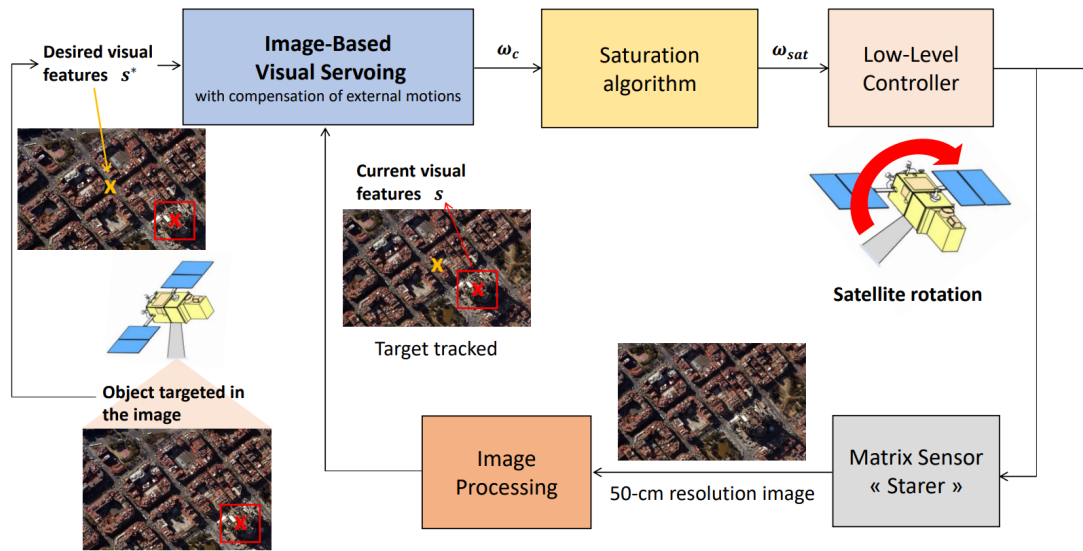 Desired visual
features s*
Image-Based
Visual Servoing
with compensation of external motions
ω_c
Saturation
algorithm
ω_sat
Low-Level
Controller
X
X
Current visual
features s
X
X
Target tracked
Satellite rotation
Object targeted in
the image
X
Image
Processing
50-cm resolution image
Matrix Sensor
« Starer »